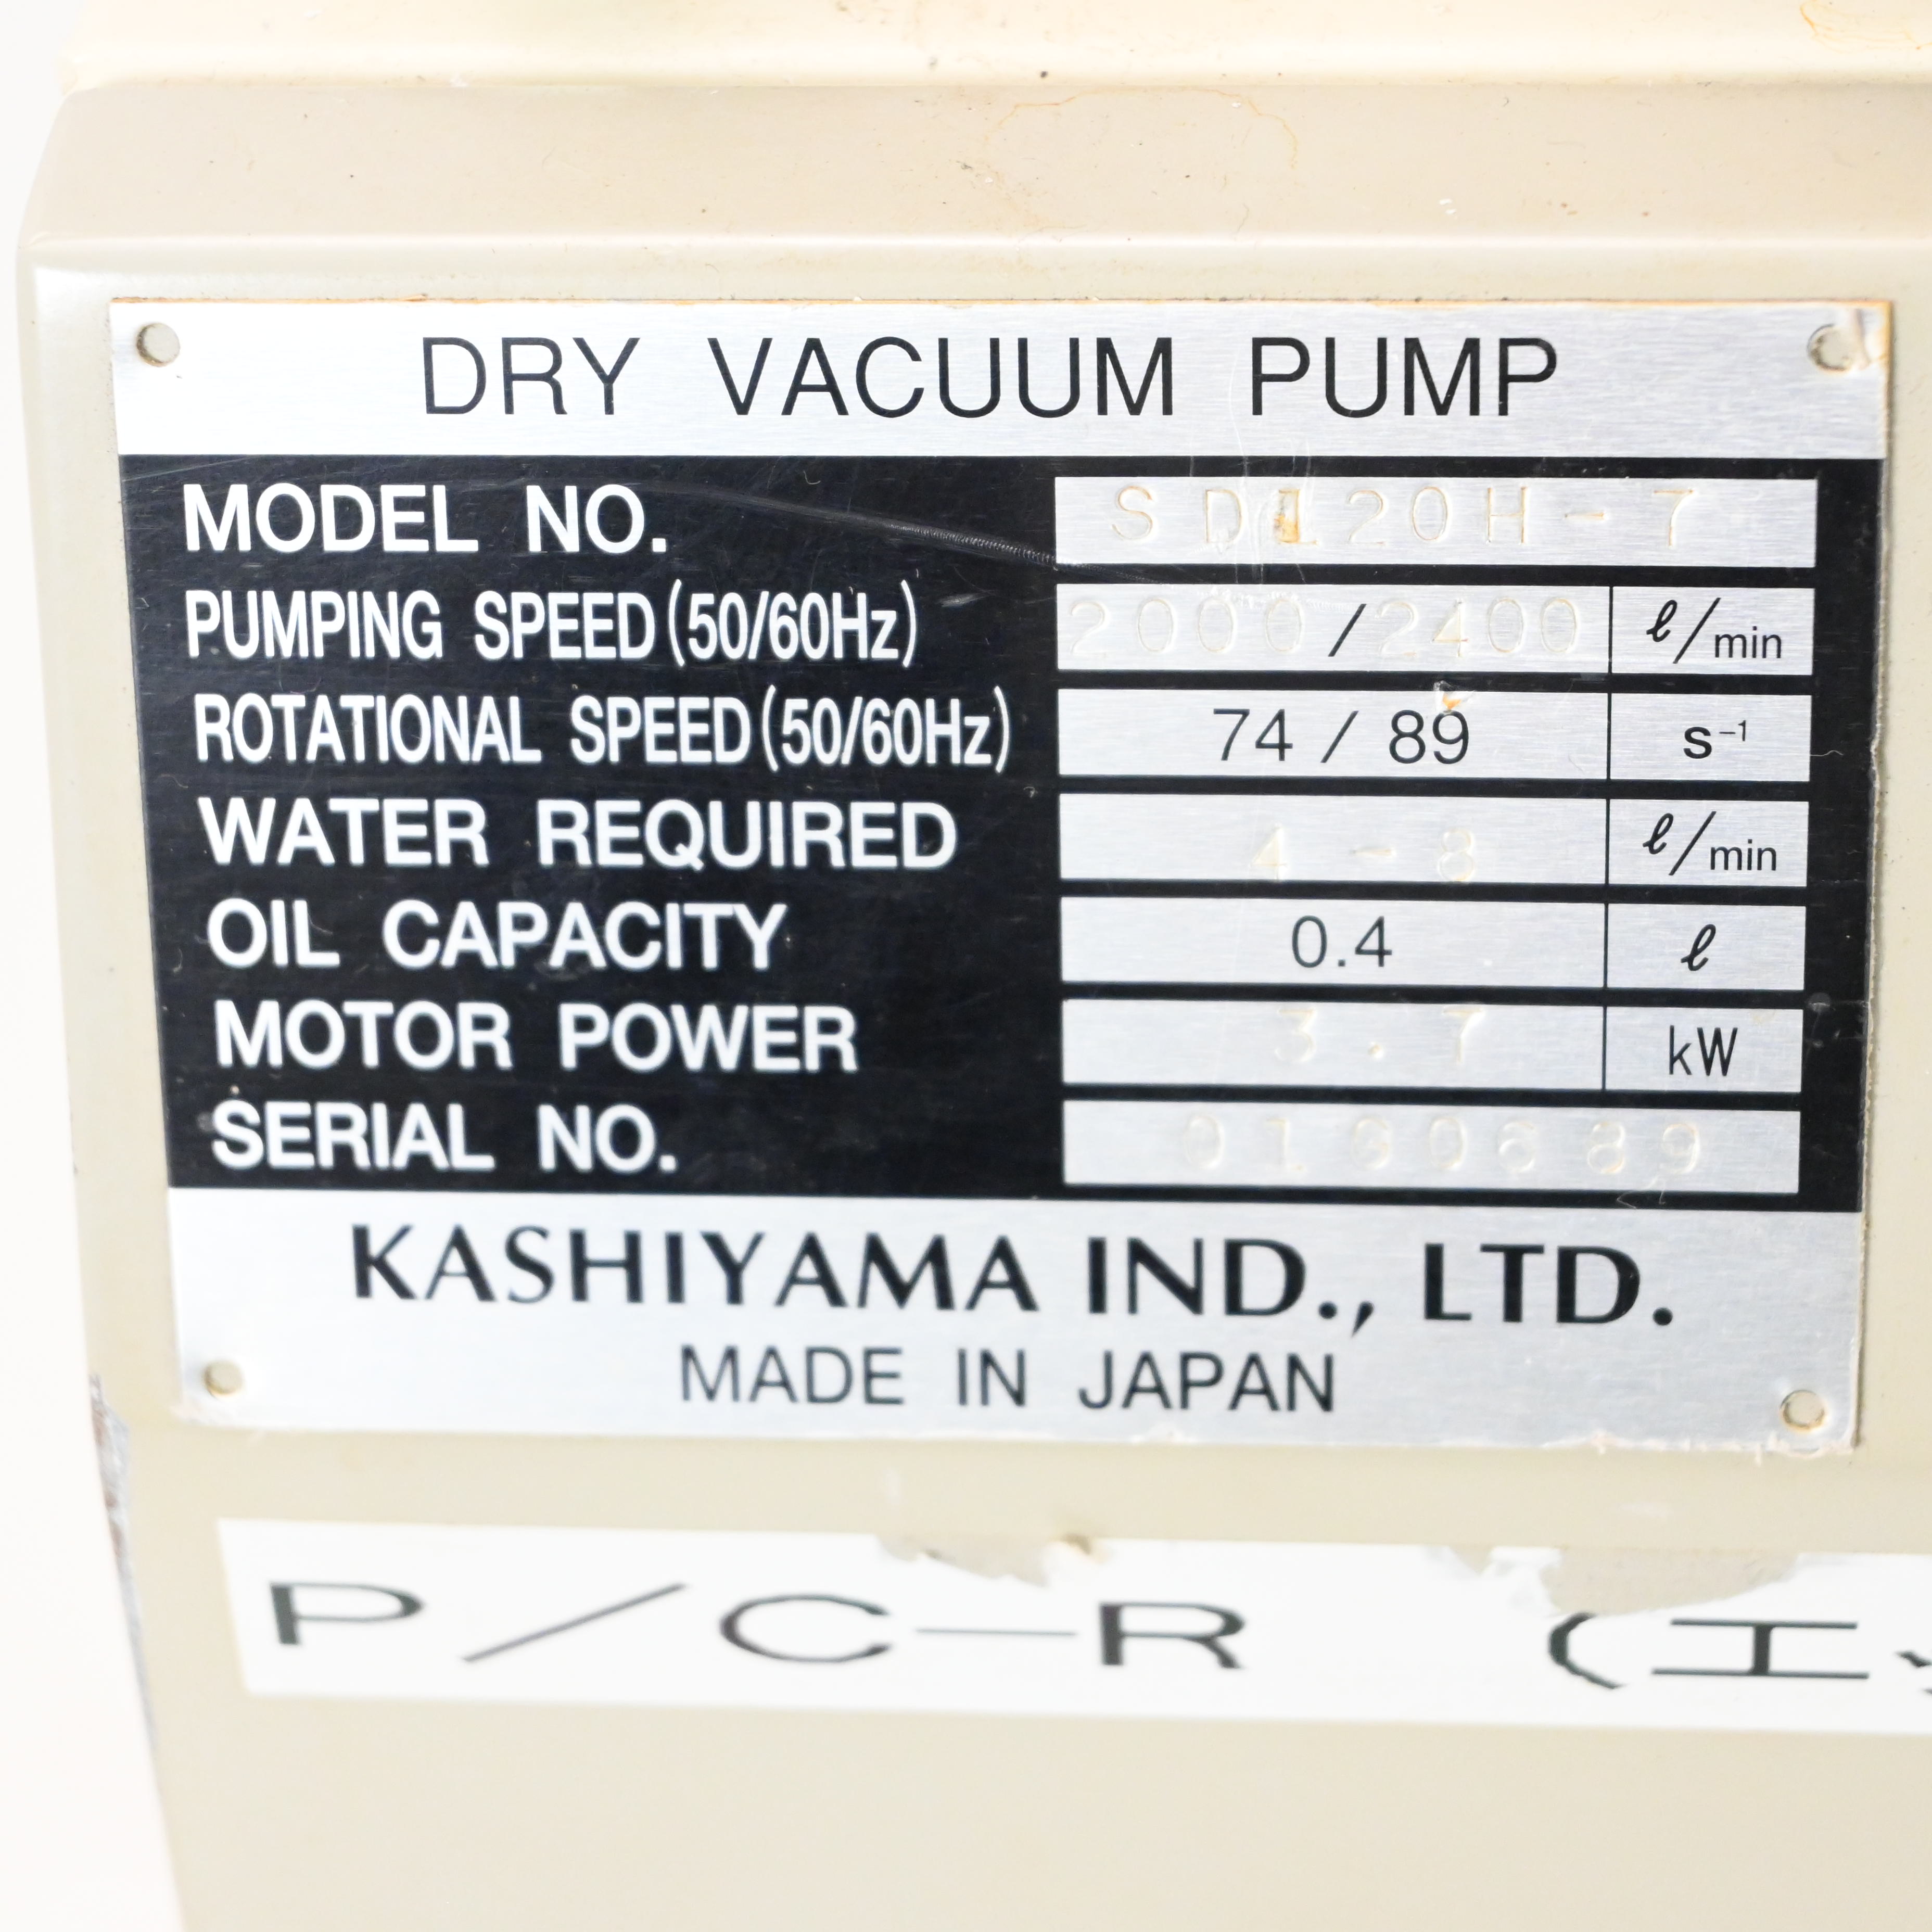 DRY VACUUM PUMP
MODEL NO. SD120H-7
PUMPING SPEED (50/60Hz) 2000/2400 ℓ/min
ROTATIONAL SPEED (50/60Hz) 74 / 89 s⁻¹
WATER REQUIRED 4-8 ℓ/min
OIL CAPACITY 0.4 ℓ
MOTOR POWER 3.7 kW
SERIAL NO.
KASHIYAMA IND., LTD.
MADE IN JAPAN
P/C-R (エ